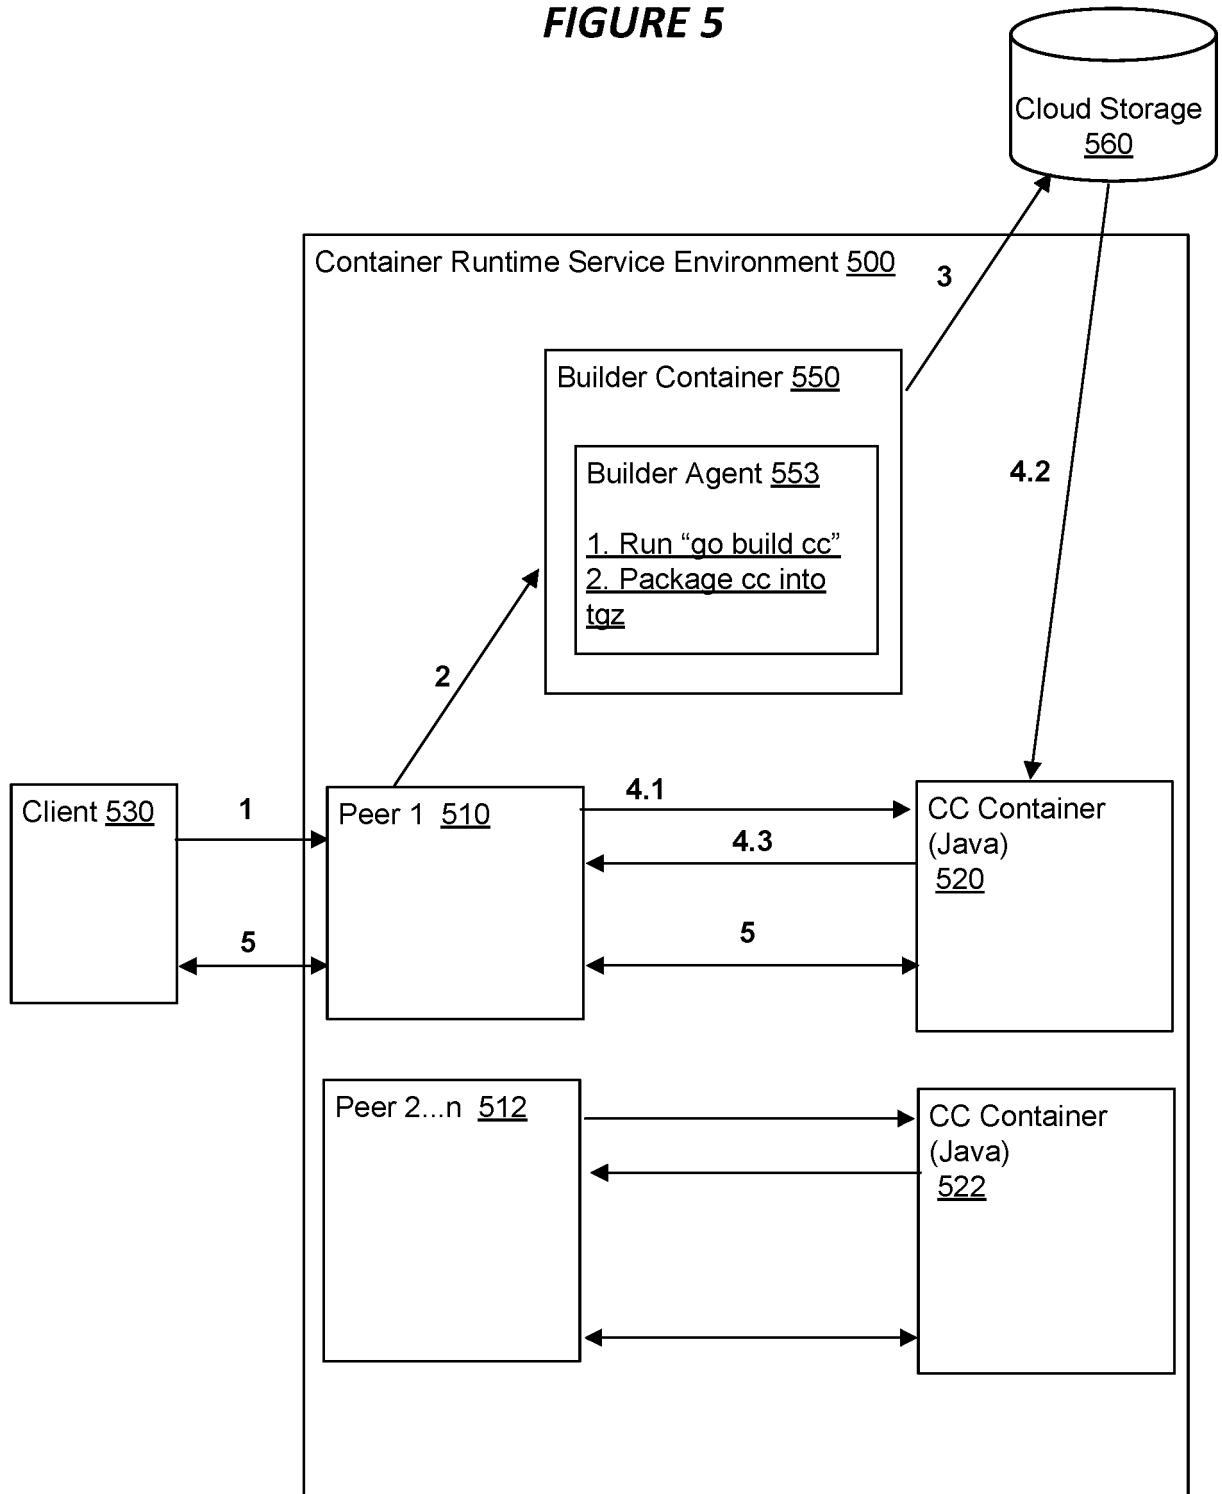 FIGURE 5
Cloud Storage
560
Container Runtime Service Environment 500
3
Builder Container 550
4.2
Builder Agent 553
1. Run “go build cc”
2. Package cc into
tgz
2
Client 530
1
Peer 1 510
4.1
CC Container
(Java)
520
4.3
5
5
Peer 2...n 512
CC Container
(Java)
522